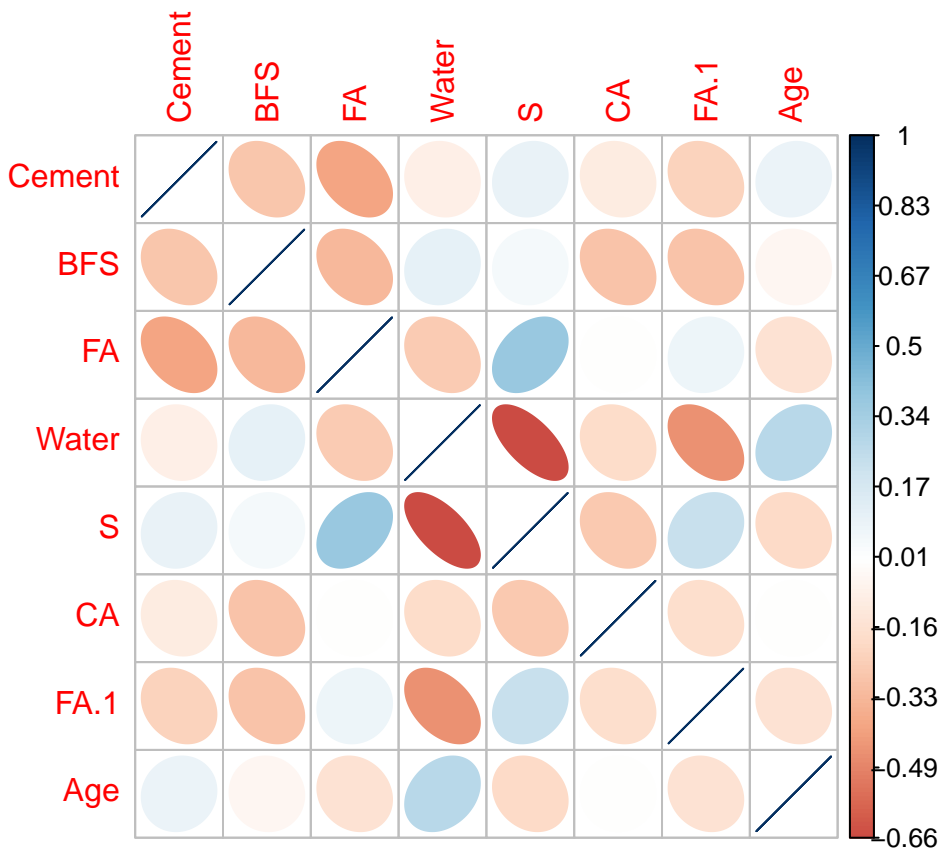 Cement BFS FA Water S CA FA.1 Age
Cement
BFS
FA
Water
S
CA
FA.1
Age
1
0.83
0.67
0.5
0.34
0.17
0.01
-0.16
-0.33
-0.49
-0.66